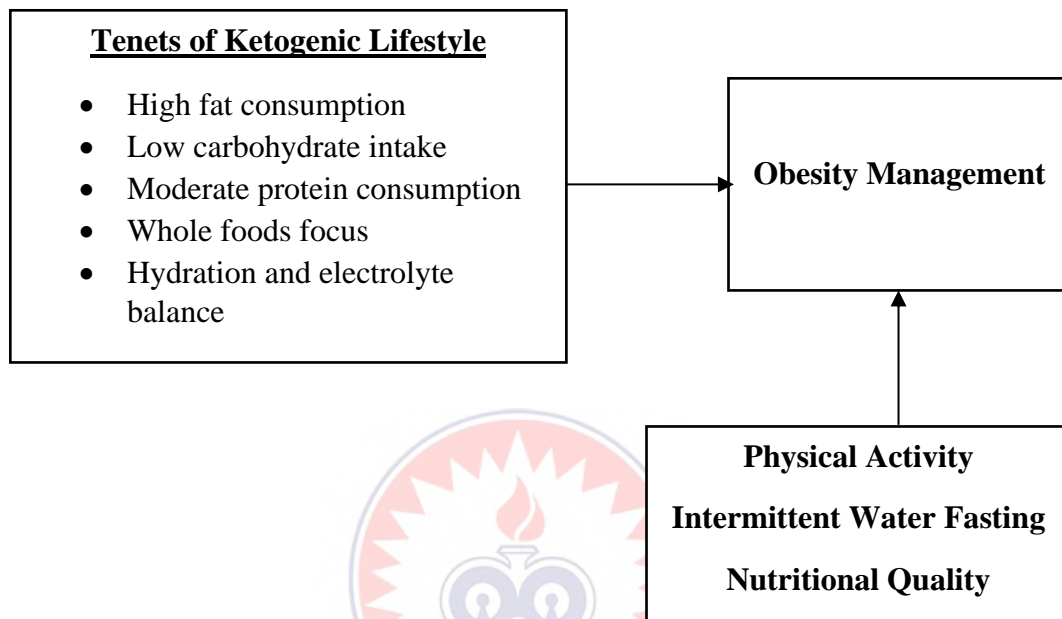 Tenets of Ketogenic Lifestyle
• High fat consumption
• Low carbohydrate intake
• Moderate protein consumption
• Whole foods focus
• Hydration and electrolyte
balance
Obesity Management
Physical Activity
Intermittent Water Fasting
Nutritional Quality